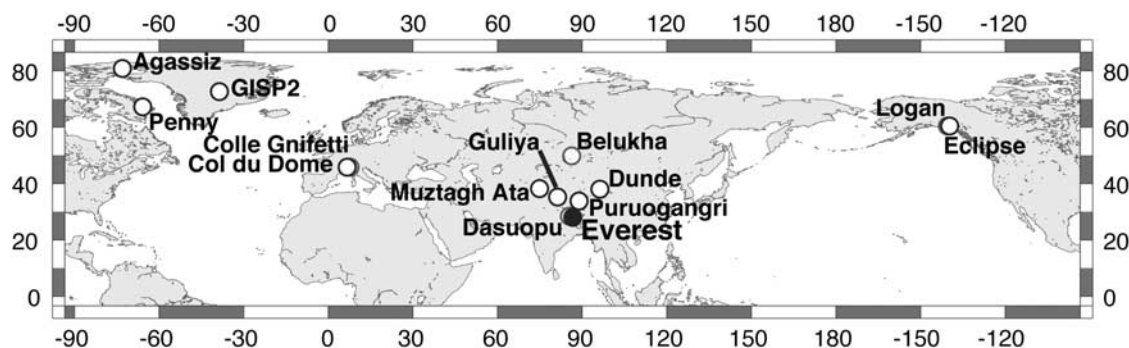 -90 -60 -30 0 30 60 90 120 150 180 -150 -120
80 Agassiz 80
GISP2
Penny Logan
60 60
Colle Gnifetti Guliya Belukha Eclipse
Col du Dome
40 Muztagh Ata Dunde 40
Puruogangri
Dasuopu Everest
20 20
0 0
-90 -60 -30 0 30 60 90 120 150 180 -150 -120